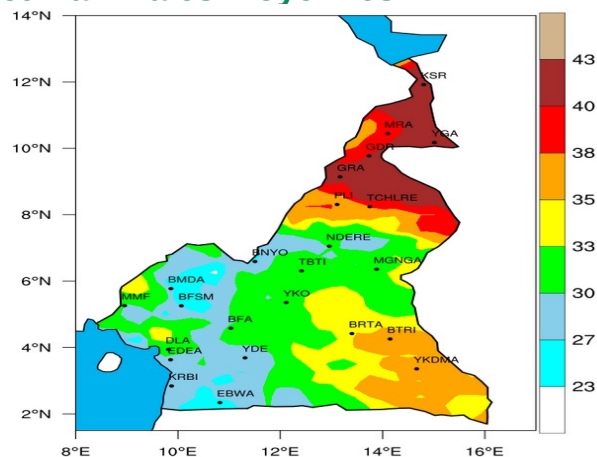 14°N
12°N
10°N
8°N
6°N
4°N
2°N
8°E
10°E
12°E
14°E
16°E
KSR
MRA
YGA
GDR
GRA
PLI
TCHLRE
NDERE
BNYO
TBTI
MGNGA
BMDA
MMF
BFSM
YKO
BFA
BRTA
BTRI
DLA
EDEA
YDE
YKDMA
KRBI
EBWA
43
40
38
35
33
30
27
23